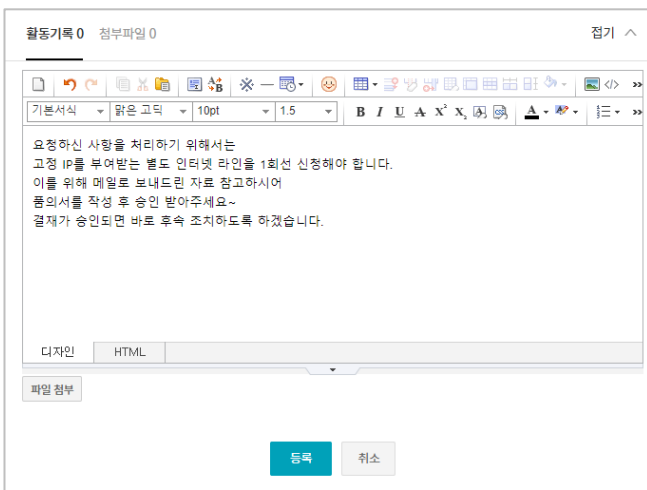 활동기록 0 첨부파일 0 접기
기본서식 맑은 고딕 10pt 1.5 B I U A X² X₂ A
요청하신 사항을 처리하기 위해서는
고정 IP를 부여받는 별도 인터넷 라인을 1회선 신청해야 합니다.
이를 위해 메일로 보내드린 자료 참고하시어
품의서를 작성 후 승인 받아주세요~
결재가 승인되면 바로 후속 조치하도록 하겠습니다.
디자인 HTML
파일 첨부
등록 취소